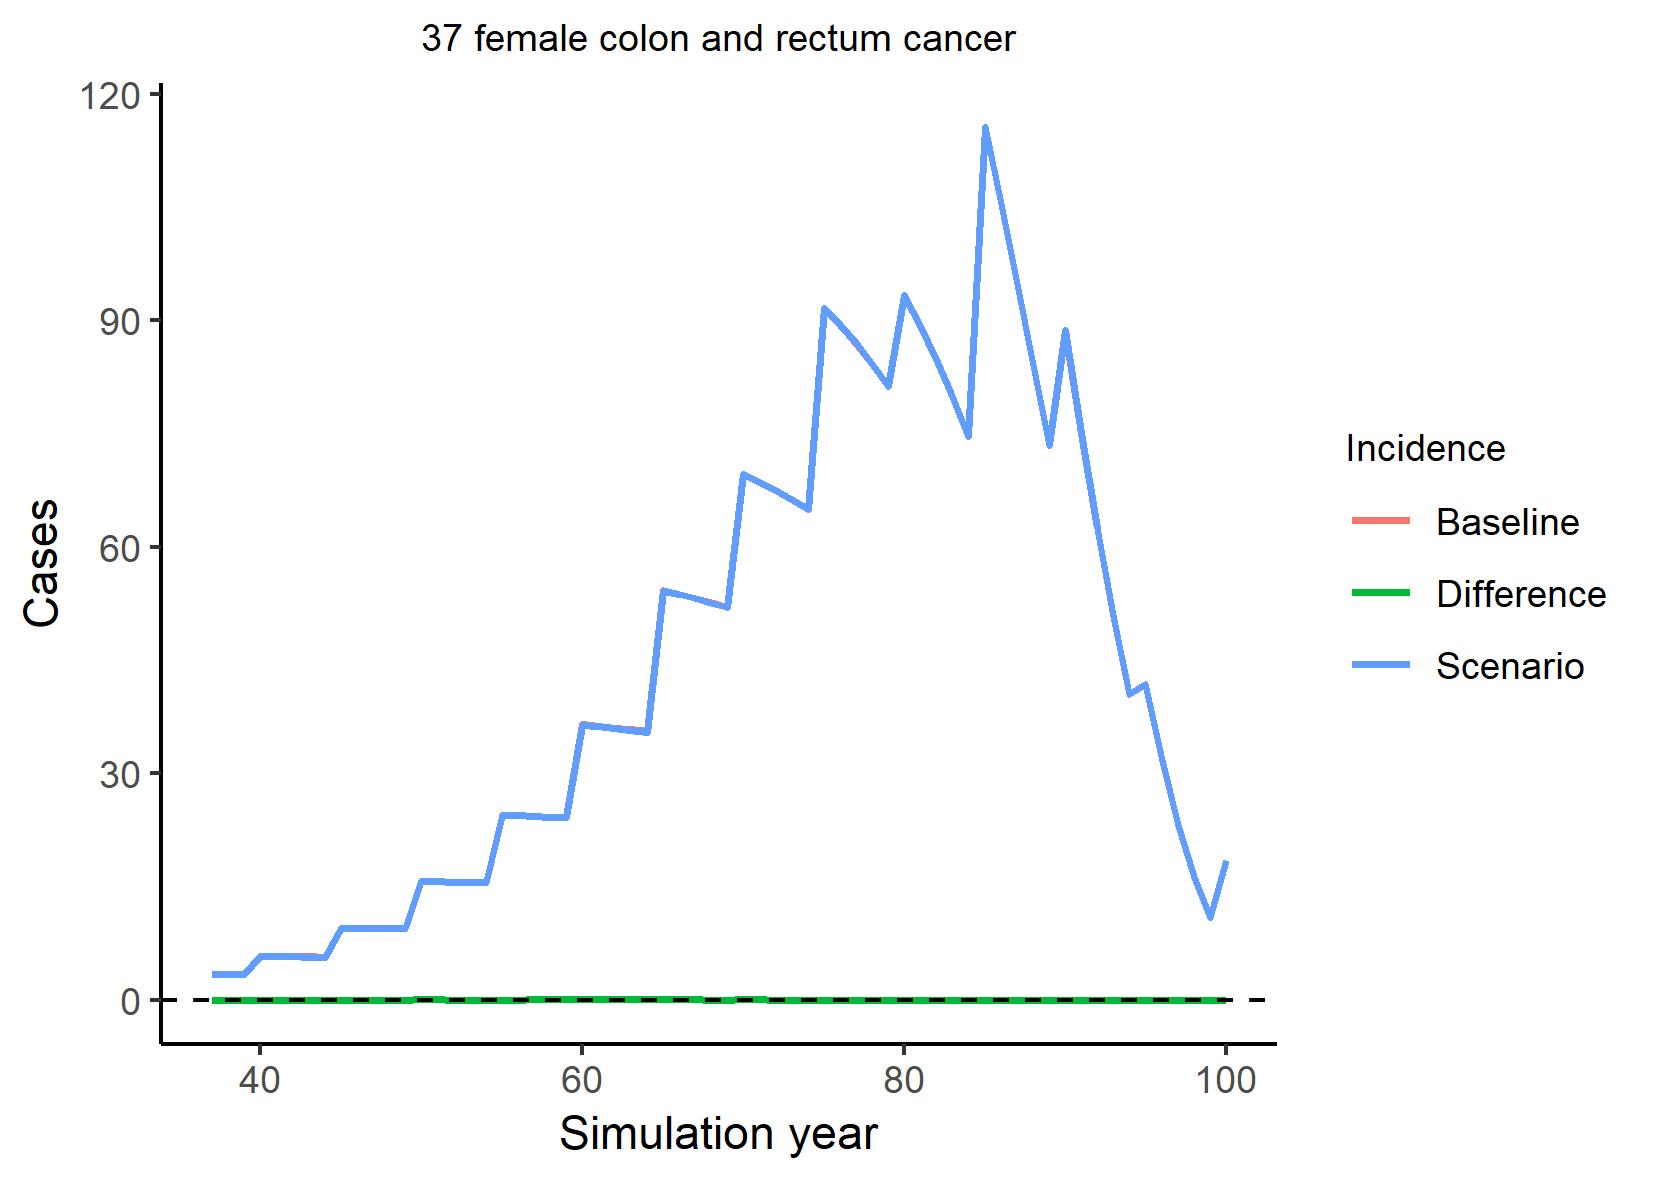 37 female colon and rectum cancer
120
90
60
30
0
Cases
40 60 80 100
Simulation year
Incidence
Baseline
Difference
Scenario